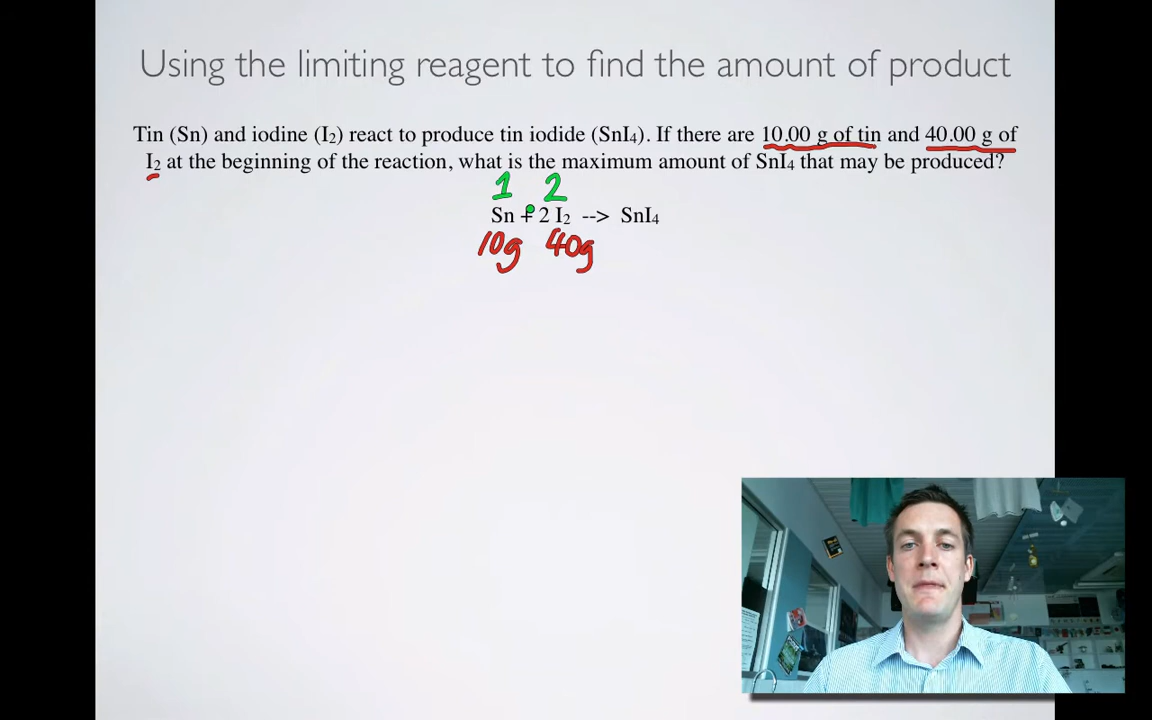 Using the limiting reagent to find the amount of product
Tin (Sn) and iodine (I₂) react to produce tin iodide (SnI₄). If there are 10.00 g of tin and 40.00 g of
I₂ at the beginning of the reaction, what is the maximum amount of SnI₄ that may be produced?
1 2
Sn + 2 I₂ --> SnI₄
10g 40g